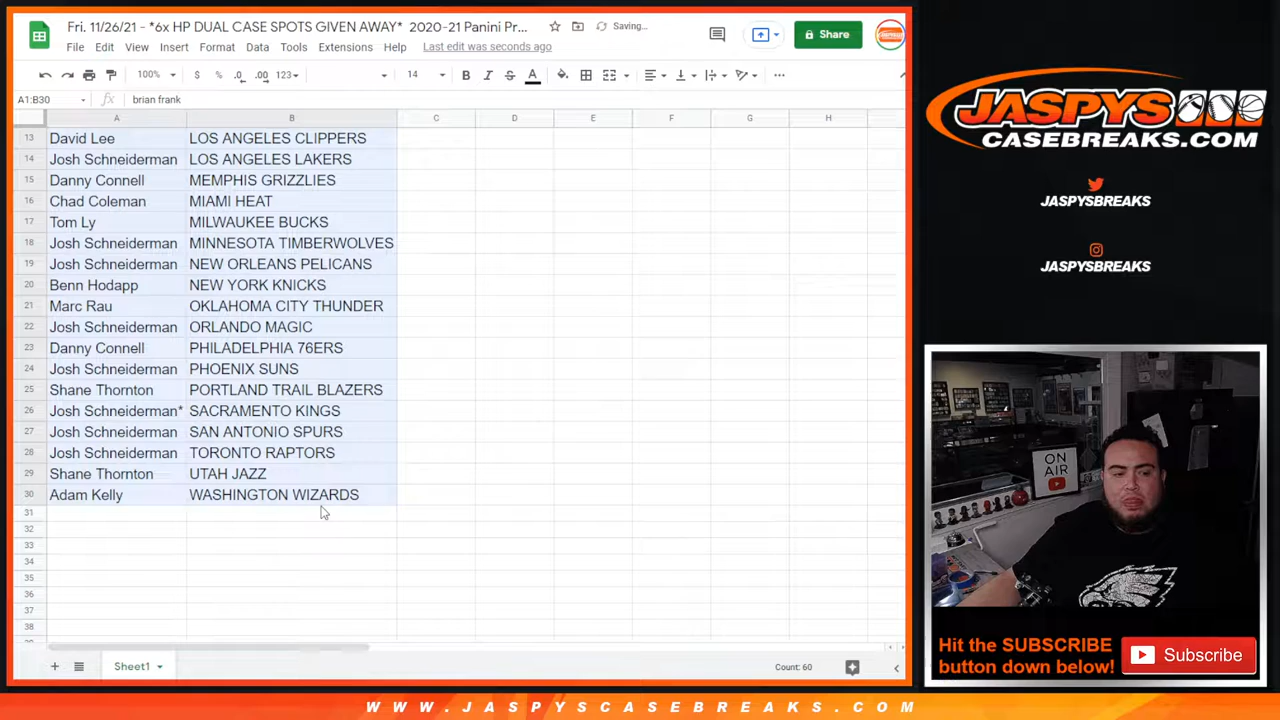 Fri. 11/26/21 - *6x HP DUAL CASE SPOTS GIVEN AWAY* 2020-21 Panini Pr...
Saving...
Share
File Edit View Insert Format Data Tools Extensions Help Last edit was seconds ago
100% $ % .0 .00 123 14 B I S A
A1:B30 fx brian frank
A B C D E F G H
13 David Lee LOS ANGELES CLIPPERS
14 Josh Schneiderman LOS ANGELES LAKERS
15 Danny Connell MEMPHIS GRIZZLIES
16 Chad Coleman MIAMI HEAT
17 Tom Ly MILWAUKEE BUCKS
18 Josh Schneiderman MINNESOTA TIMBERWOLVES
19 Josh Schneiderman NEW ORLEANS PELICANS
20 Benn Hodapp NEW YORK KNICKS
21 Marc Rau OKLAHOMA CITY THUNDER
22 Josh Schneiderman ORLANDO MAGIC
23 Danny Connell PHILADELPHIA 76ERS
24 Josh Schneiderman PHOENIX SUNS
25 Shane Thornton PORTLAND TRAIL BLAZERS
26 Josh Schneiderman* SACRAMENTO KINGS
27 Josh Schneiderman SAN ANTONIO SPURS
28 Josh Schneiderman TORONTO RAPTORS
29 Shane Thornton UTAH JAZZ
30 Adam Kelly WASHINGTON WIZARDS
31
32
33
34
35
36
37
38
Sheet1
Count: 60
JASPYS
CASEBREAKS.COM
JASPYSBREAKS
JASPYSBREAKS
ON
AIR
Hit the SUBSCRIBE
button down below!
Subscribe
WWW.JASPYSCASEBREAKS.COM